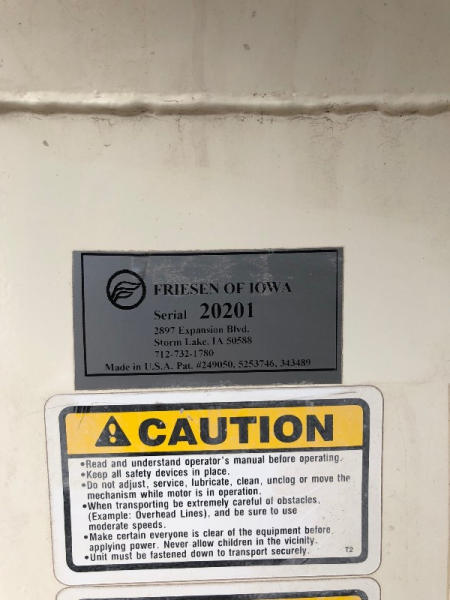 FRIESEN OF IOWA
Serial 20201
2897 Expansion Blvd.
Storm Lake, IA 50588
712-732-1780
Made in U.S.A. Pat. #249050, 5253746, 343489
CAUTION
•Read and understand operator's manual before operating.
•Keep all safety devices in place.
•Do not adjust, service, lubricate, clean, unclog or move the
mechanism while motor is in operation.
•When transporting be extremely careful of obstacles,
(Example: Overhead Lines), and be sure to use
moderate speeds.
•Make certain everyone is clear of the equipment before
applying power. Never allow children in the vicinity.
•Unit must be fastened down to transport securely.
T2